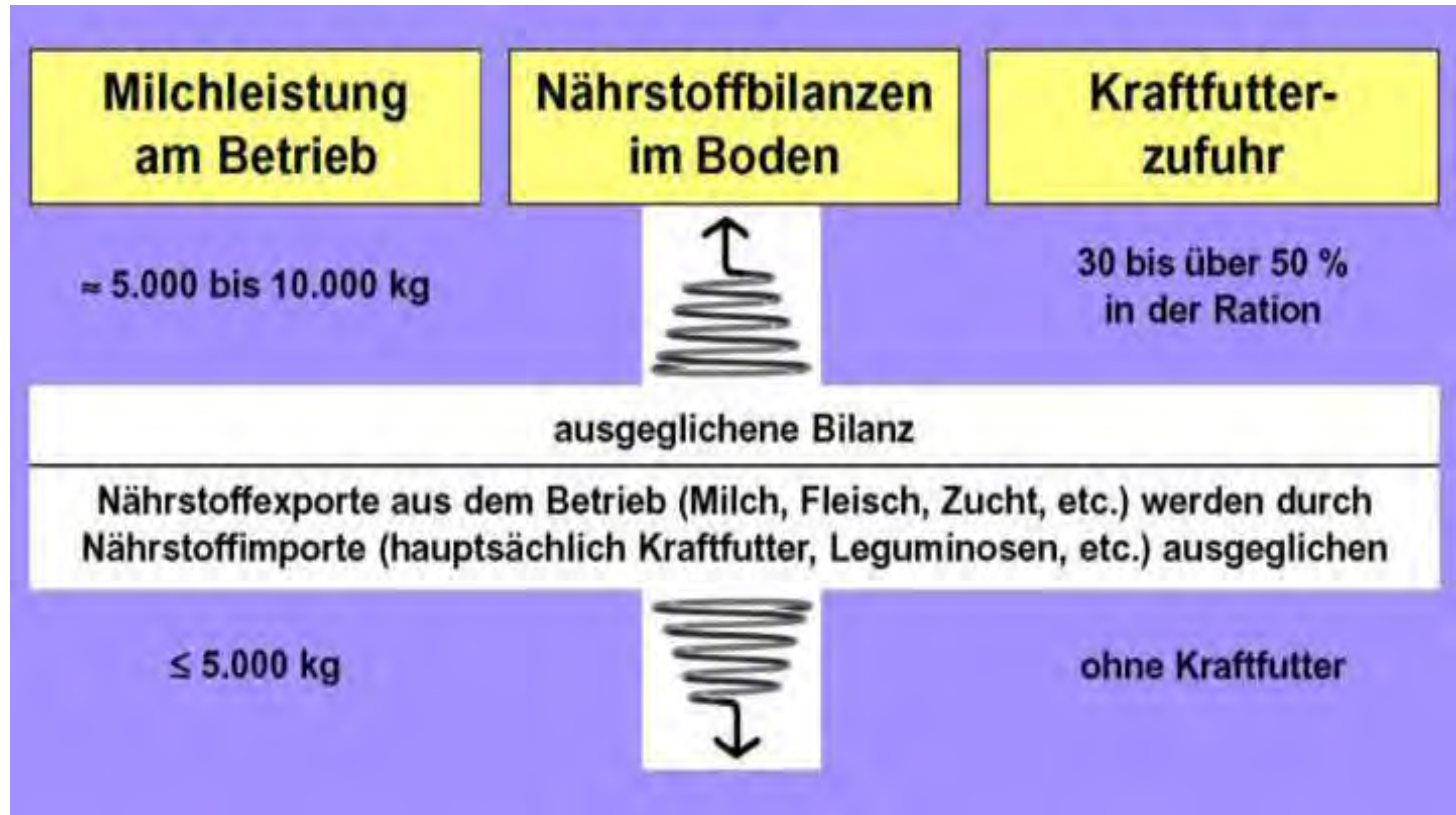 Milchleistung
am Betrieb
Nährstoffbilanzen
im Boden
Kraftfutter-
zufuhr
≈ 5.000 bis 10.000 kg
30 bis über 50 %
in der Ration
ausgeglichene Bilanz
Nährstoffexporte aus dem Betrieb (Milch, Fleisch, Zucht, etc.) werden durch
Nährstoffimporte (hauptsächlich Kraftfutter, Leguminosen, etc.) ausgeglichen
≤ 5.000 kg
ohne Kraftfutter